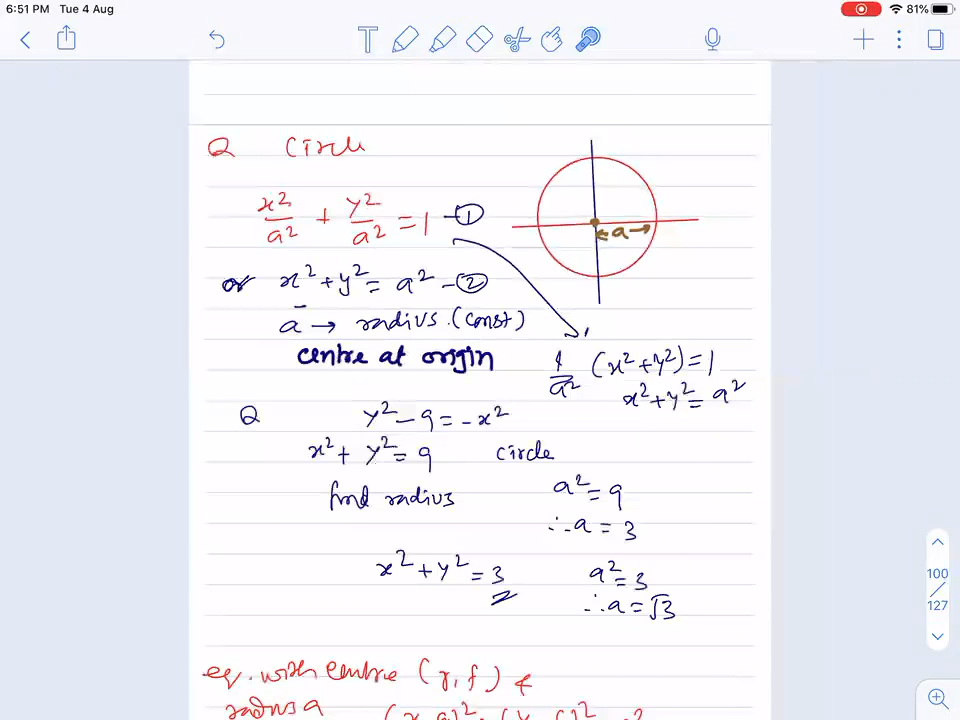 6:51 PM Tue 4 Aug
81%
Q Circle
x²/a² + y²/a² = 1 - ①
a
or x² + y² = a² - ②
a → radius. (const)
centre at origin
1/a² (x² + y²) = 1
x² + y² = a²
Q y² - 9 = -x²
x² + y² = 9 circle
find radius a² = 9
∴ a = 3
x² + y² = 3 a² = 3
∴ a = √3
100
127
eq. with centre ( , f ) &
radius a